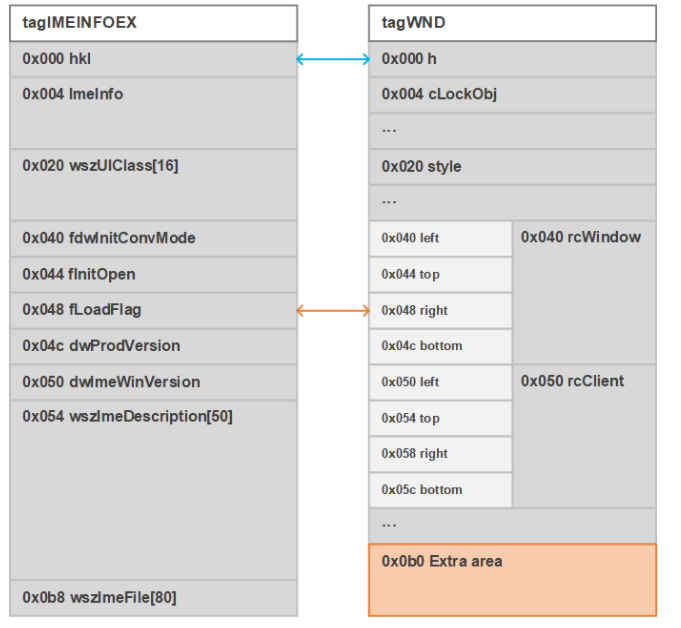 tagIMEINFOEX
0x000 hkl
0x004 ImeInfo
0x020 wszUIClass[16]
0x040 fdwInitConvMode
0x044 fInitOpen
0x048 fLoadFlag
0x04c dwProdVersion
0x050 dwImeWinVersion
0x054 wszImeDescription[50]
0x0b8 wszImeFile[80]
tagWND
0x000 h
0x004 cLockObj
...
0x020 style
...
0x040 left
0x040 rcWindow
0x044 top
0x048 right
0x04c bottom
0x050 left
0x050 rcClient
0x054 top
0x058 right
0x05c bottom
...
0x0b0 Extra area